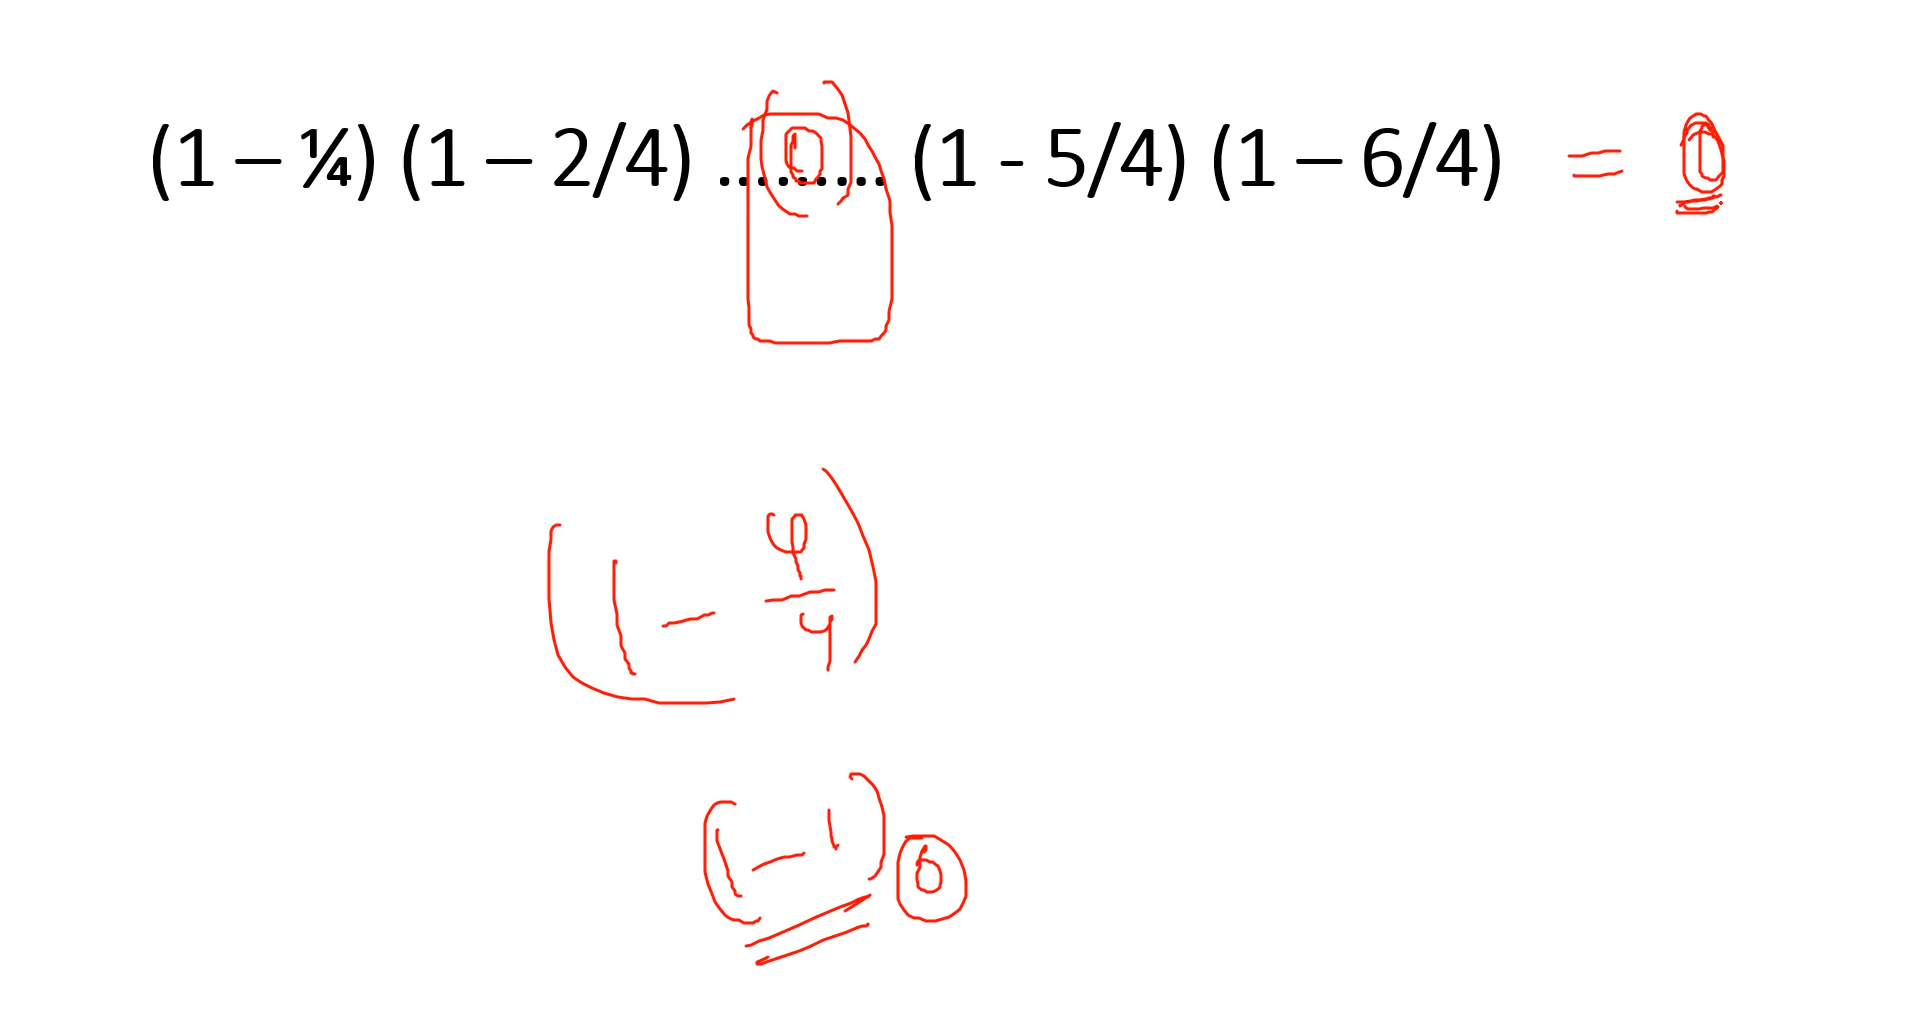 (1 – ¼) (1 – 2/4) ......... (1 - 5/4) (1 – 6/4) = 0
(0)
(1 – 4/4)
(1 – 1) 0